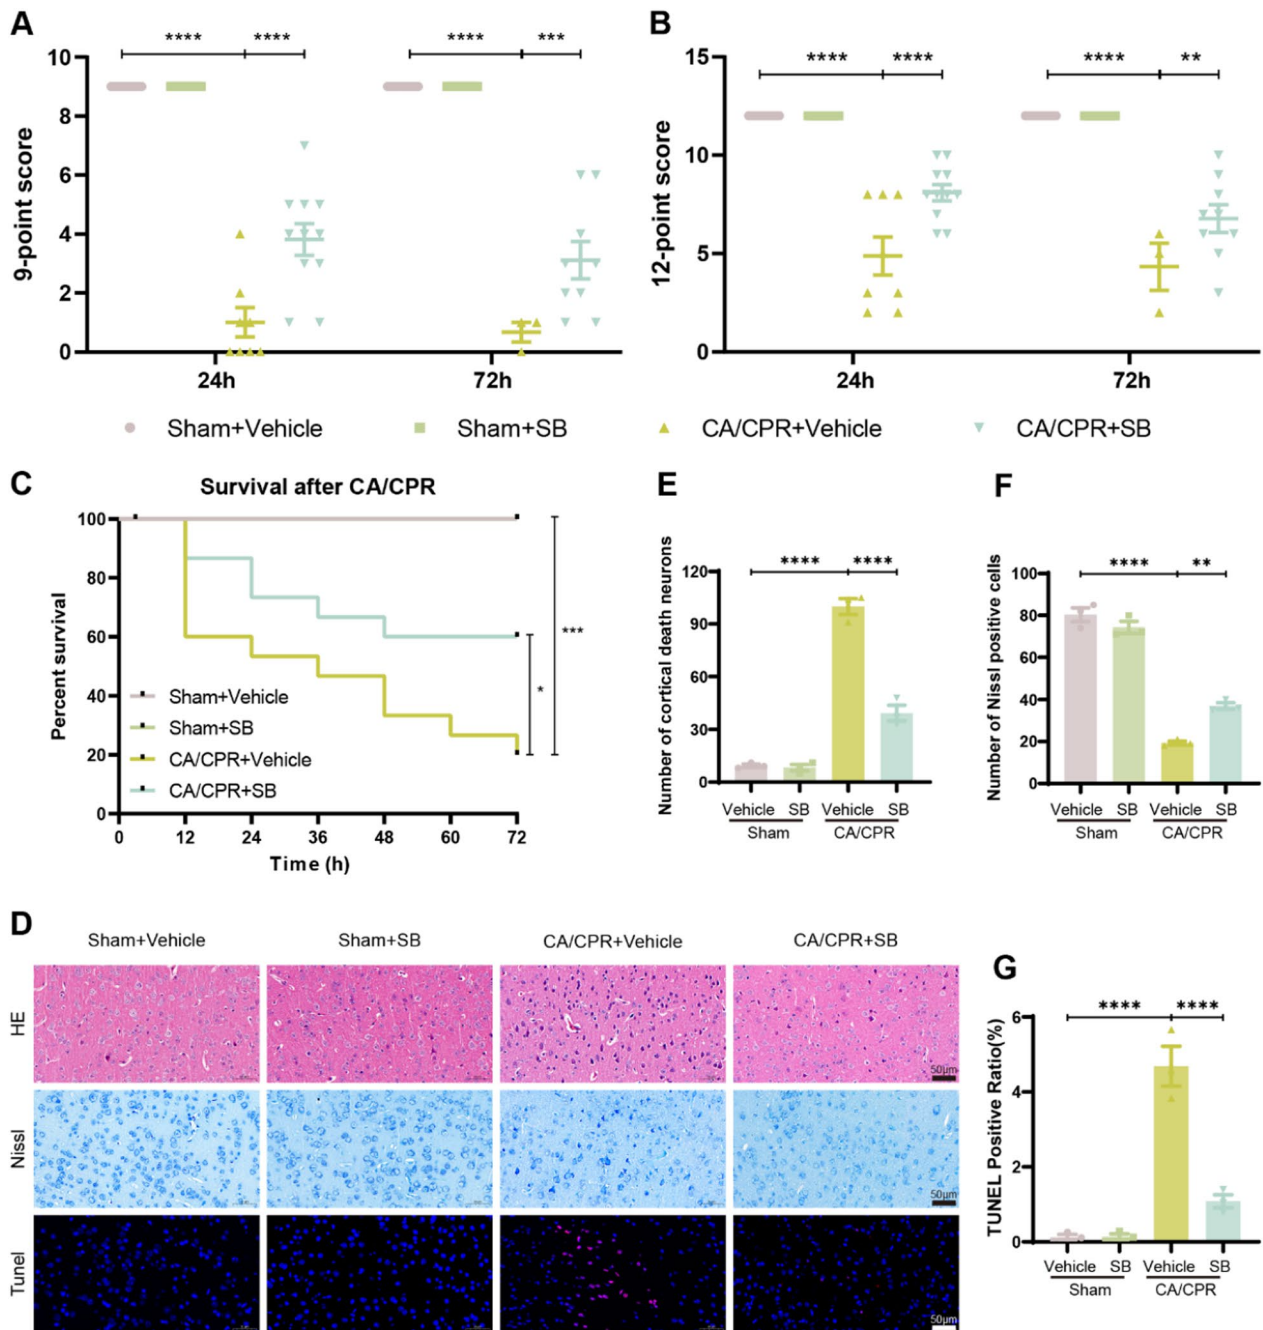 A
B
**** **** **** ***
**** **** **** **
9-point score
10
8
6
4
2
0
24h 72h
12-point score
15
10
5
0
24h 72h
Sham+Vehicle Sham+SB CA/CPR+Vehicle CA/CPR+SB
C
Survival after CA/CPR
Percent survival
100
80
60
40
20
0
Sham+Vehicle
Sham+SB
CA/CPR+Vehicle
CA/CPR+SB
***
*
0 12 24 36 48 60 72
Time (h)
E
Number of cortical death neurons
**** ****
120
90
60
30
0
Vehicle SB Vehicle SB
Sham CA/CPR
F
Number of Nissl positive cells
**** **
100
80
60
40
20
0
Vehicle SB Vehicle SB
Sham CA/CPR
D
Sham+Vehicle Sham+SB CA/CPR+Vehicle CA/CPR+SB
HE
50μm
Nissl
50μm
Tunel
50μm
G
TUNEL Positive Ratio(%)
**** ****
6
4
2
0
Vehicle SB Vehicle SB
Sham CA/CPR